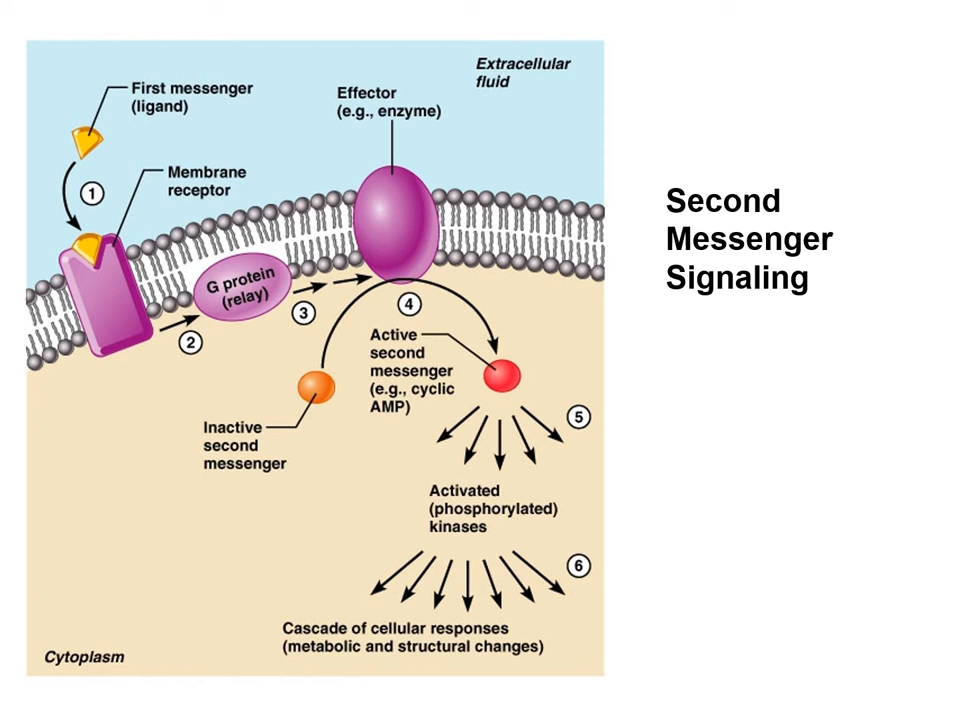 Extracellular
fluid
First messenger
(ligand)
Effector
(e.g., enzyme)
Membrane
receptor
1
Second
Messenger
Signaling
G protein
(relay)
2
3
4
Active
second
messenger
(e.g., cyclic
AMP)
Inactive
second
messenger
5
Activated
(phosphorylated)
kinases
6
Cascade of cellular responses
(metabolic and structural changes)
Cytoplasm